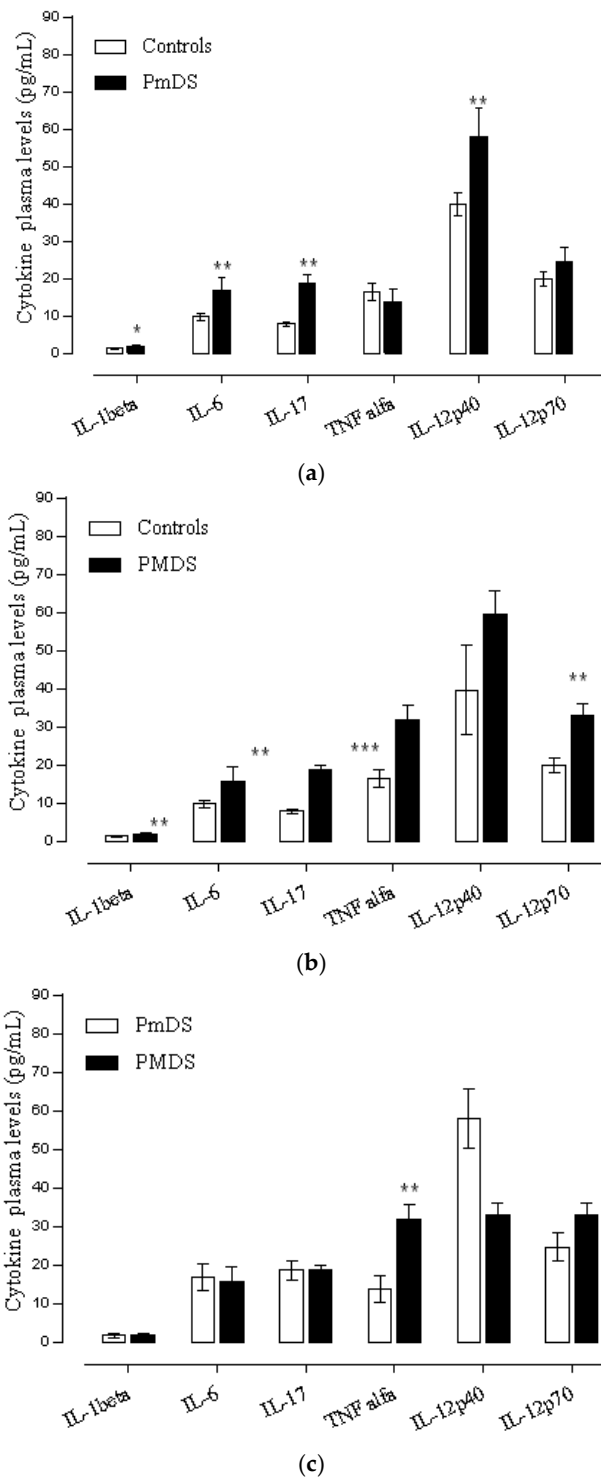 90
80
70
60
50
40
30
20
10
0
Cytokine plasma levels (pg/mL)
Controls
PmDS
*
**
**
**
IL-1beta
IL-6
IL-17
TNF alfa
IL-12p40
IL-12p70
(a)
90
80
70
60
50
40
30
20
10
0
Cytokine plasma levels (pg/mL)
Controls
PMDS
**
**
***
**
IL-1beta
IL-6
IL-17
TNF alfa
IL-12p40
IL-12p70
(b)
90
80
70
60
50
40
30
20
10
0
Cytokine plasma levels (pg/mL)
PmDS
PMDS
**
IL-1beta
IL-6
IL-17
TNF alfa
IL-12p40
IL-12p70
(c)